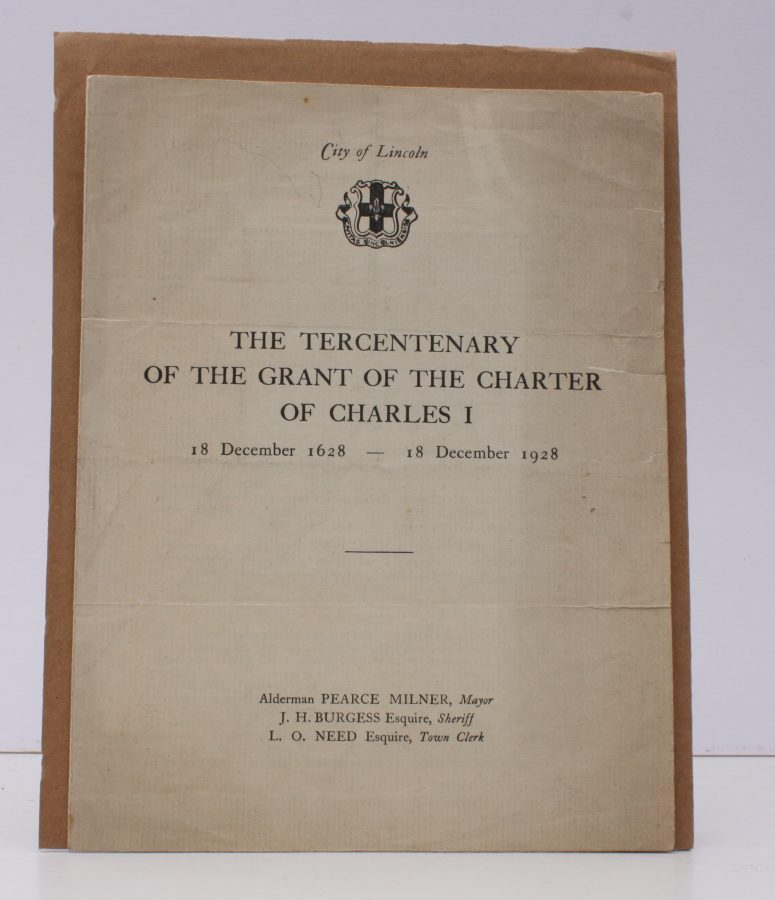 City of Lincoln
THE TERCENTENARY
OF THE GRANT OF THE CHARTER
OF CHARLES I
18 December 1628 — 18 December 1928
Alderman PEARCE MILNER, Mayor
J. H. BURGESS Esquire, Sheriff
L. O. NEED Esquire, Town Clerk